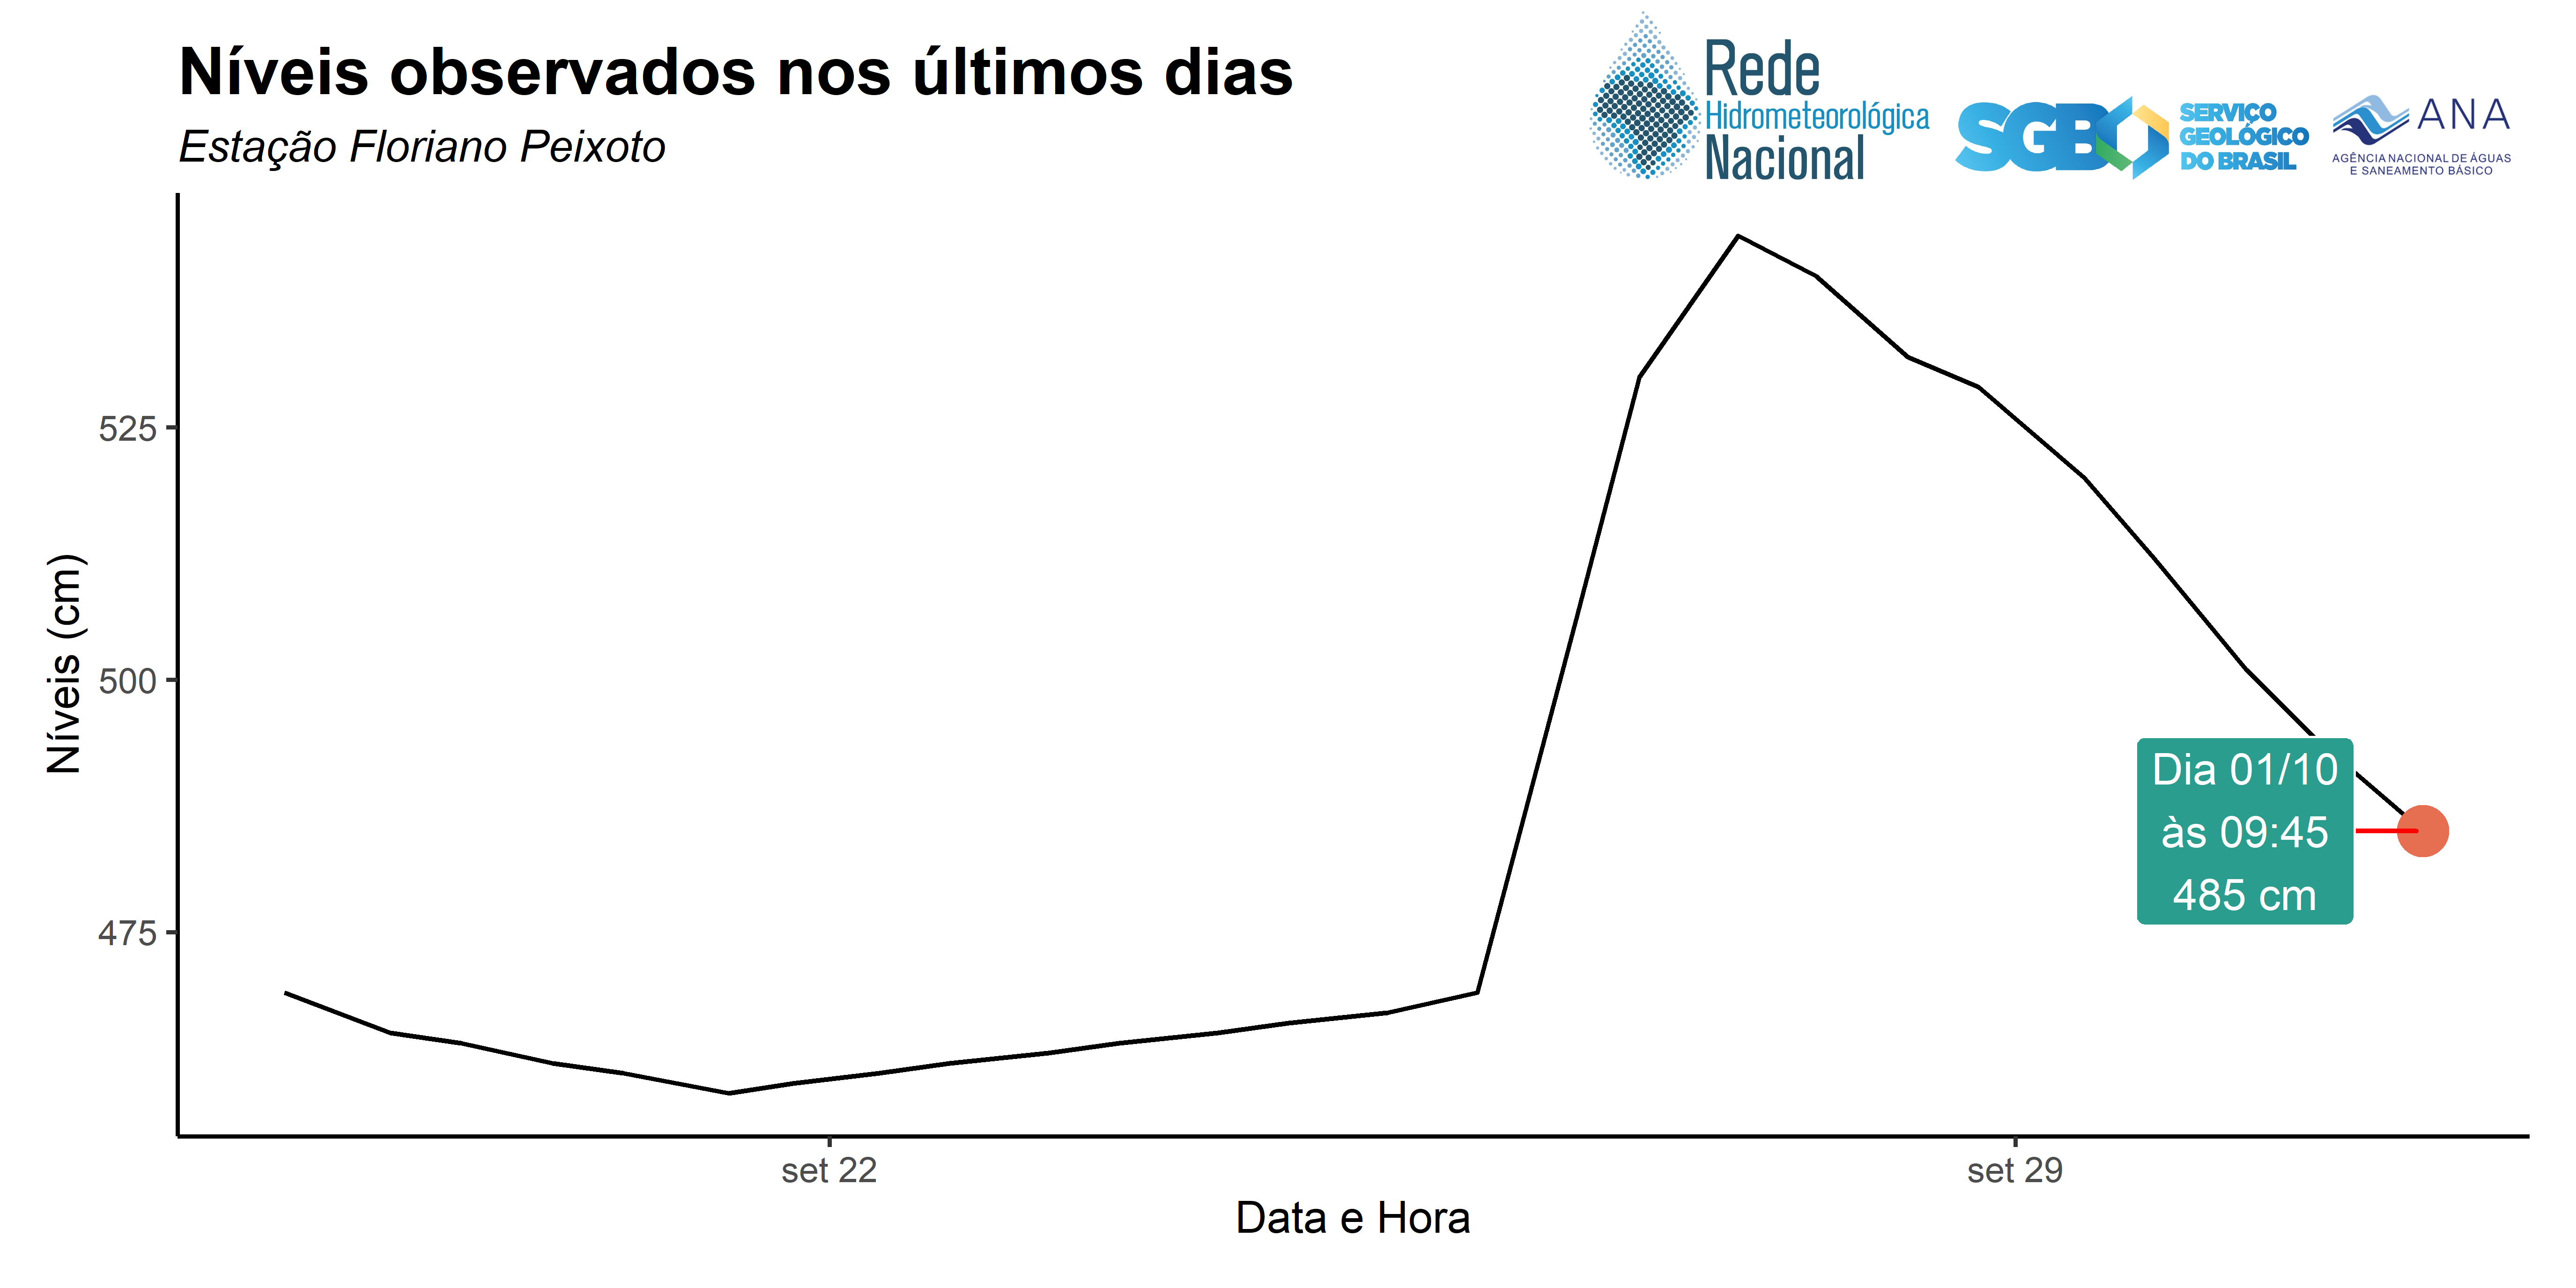 Níveis observados nos últimos dias
Estação Floriano Peixoto
Rede
Hidrometeorológica
Nacional
SGB
SERVIÇO
GEOLÓGICO
DO BRASIL
ANA
AGÊNCIA NACIONAL DE ÁGUAS
E SANEAMENTO BÁSICO
Níveis (cm)
525
500
475
Dia 01/10
às 09:45
485 cm
set 22
set 29
Data e Hora